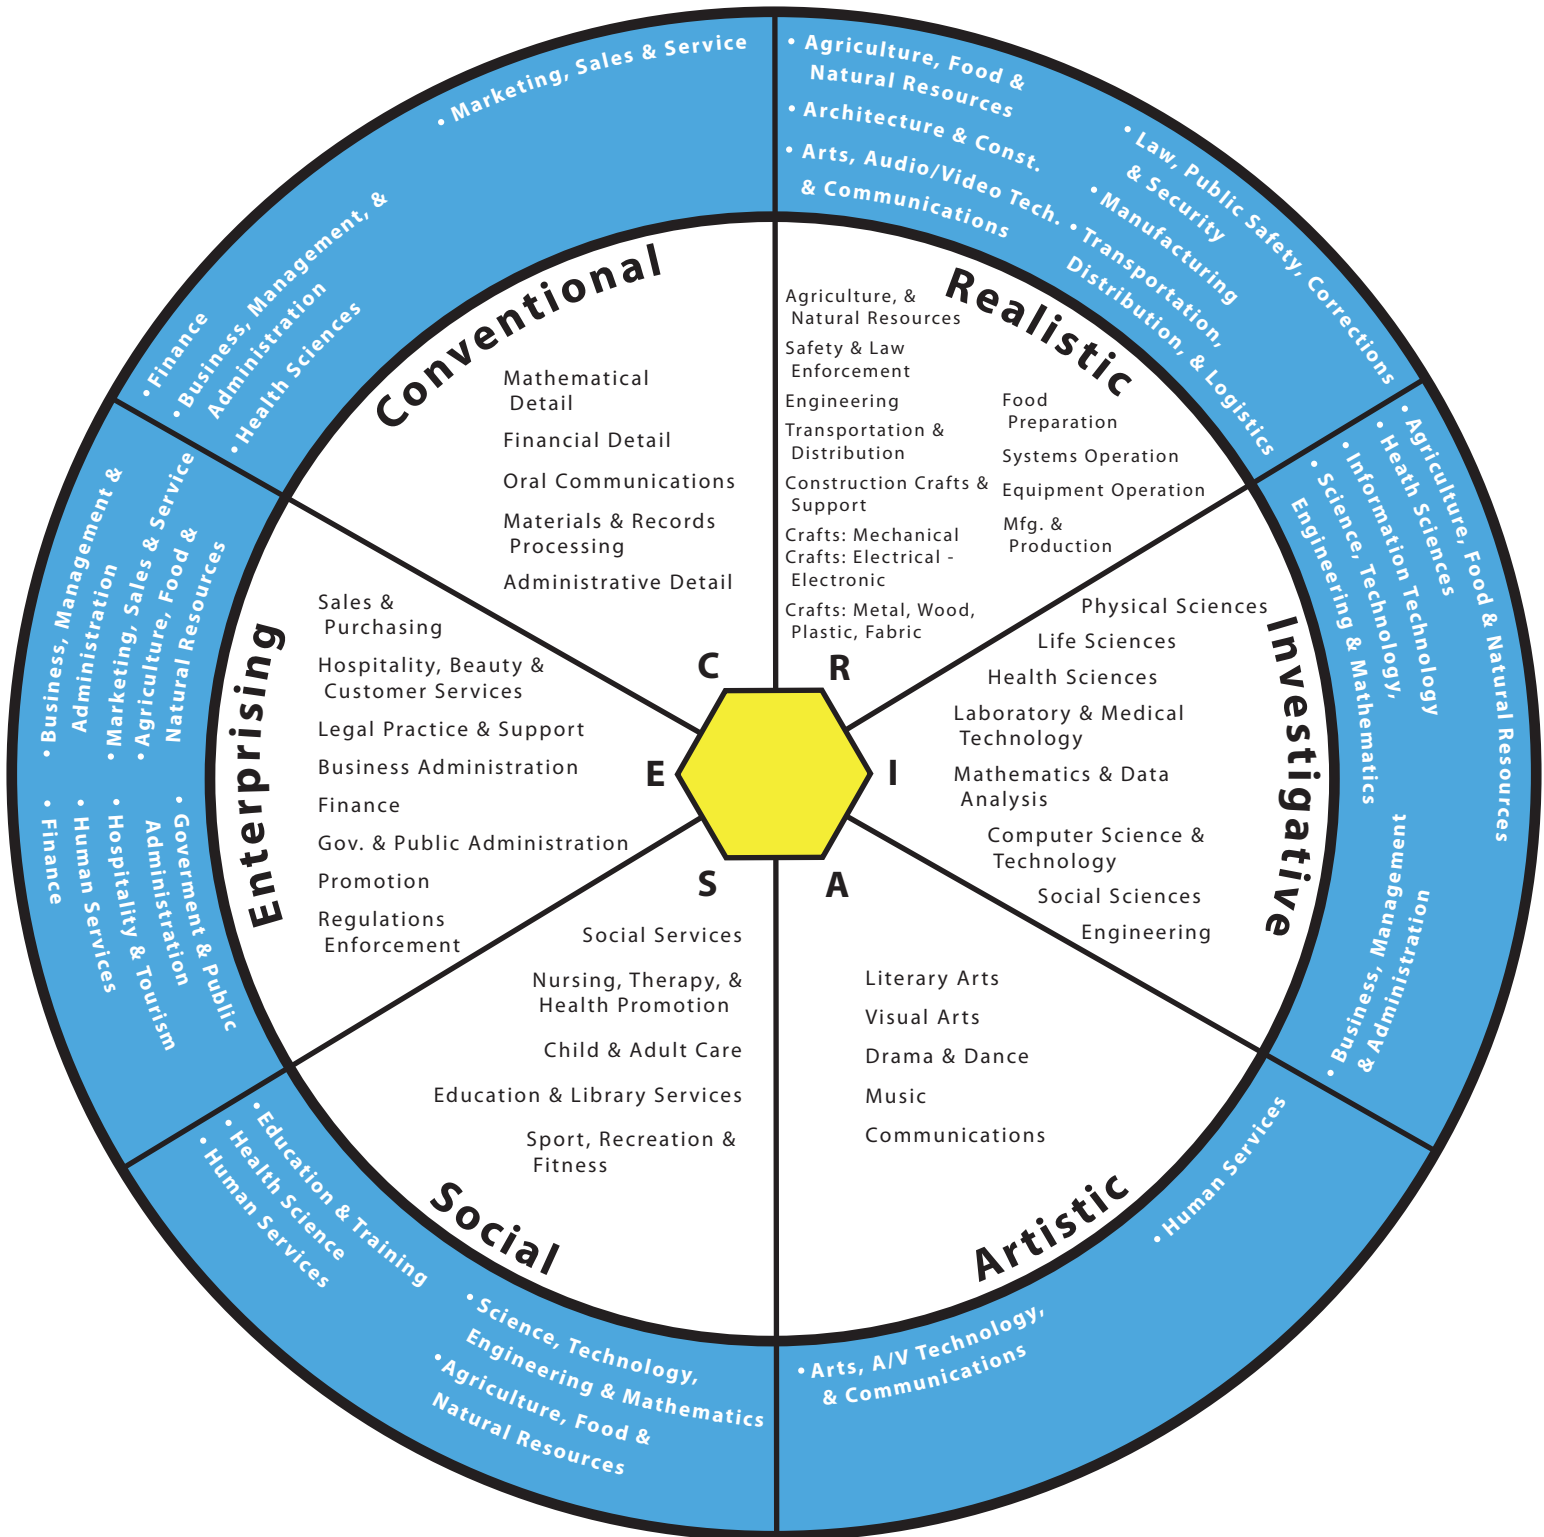 • Marketing, Sales & Service
• Business, Management, &
Administration
• Finance
• Health Sciences
Conventional
Mathematical
Detail
Financial Detail
Oral Communications
Materials & Records
Processing
Administrative Detail
• Agriculture, Food &
Natural Resources
• Architecture & Const.
• Arts, Audio/Video Tech.
& Communications
• Law, Public Safety, Corrections
& Security
• Manufacturing
• Transportation,
Distribution, & Logistics
Realistic
Agriculture, &
Natural Resources
Safety & Law
Enforcement
Engineering
Transportation &
Distribution
Construction Crafts &
Support
Crafts: Mechanical
Crafts: Electrical -
Electronic
Crafts: Metal, Wood,
Plastic, Fabric
Food
Preparation
Systems Operation
Equipment Operation
Mfg. &
Production
• Agriculture, Food & Natural Resources
• Heath Sciences
• Information Technology
• Science, Technology,
Engineering & Mathematics
• Business, Management
& Administration
Investigative
Physical Sciences
Life Sciences
Health Sciences
Laboratory & Medical
Technology
Mathematics & Data
Analysis
Computer Science &
Technology
Social Sciences
Engineering
C
R
E
I
S
A
• Business, Management &
Administration
• Marketing, Sales & Service
• Agriculture, Food &
Natural Resources
• Goverment & Public
Administration
• Hospitality & Tourism
• Human Services
• Finance
Enterprising
Sales &
Purchasing
Hospitality, Beauty &
Customer Services
Legal Practice & Support
Business Administration
Finance
Gov. & Public Administration
Promotion
Regulations
Enforcement
Social Services
Nursing, Therapy, &
Health Promotion
Child & Adult Care
Education & Library Services
Sport, Recreation &
Fitness
Social
• Education & Training
• Health Science
• Human Services
• Science, Technology,
Engineering & Mathematics
• Agriculture, Food &
Natural Resources
Literary Arts
Visual Arts
Drama & Dance
Music
Communications
Artistic
• Human Services
• Arts, A/V Technology,
& Communications